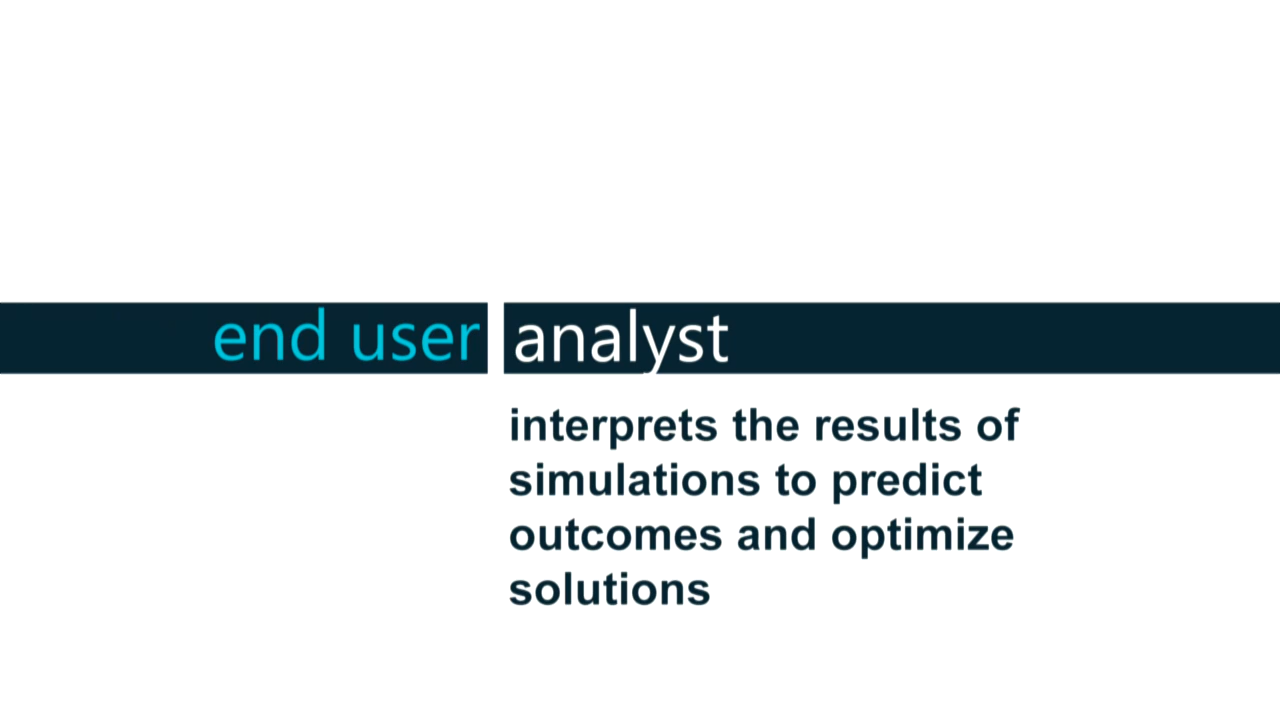 end user analyst
interprets the results of
simulations to predict
outcomes and optimize
solutions